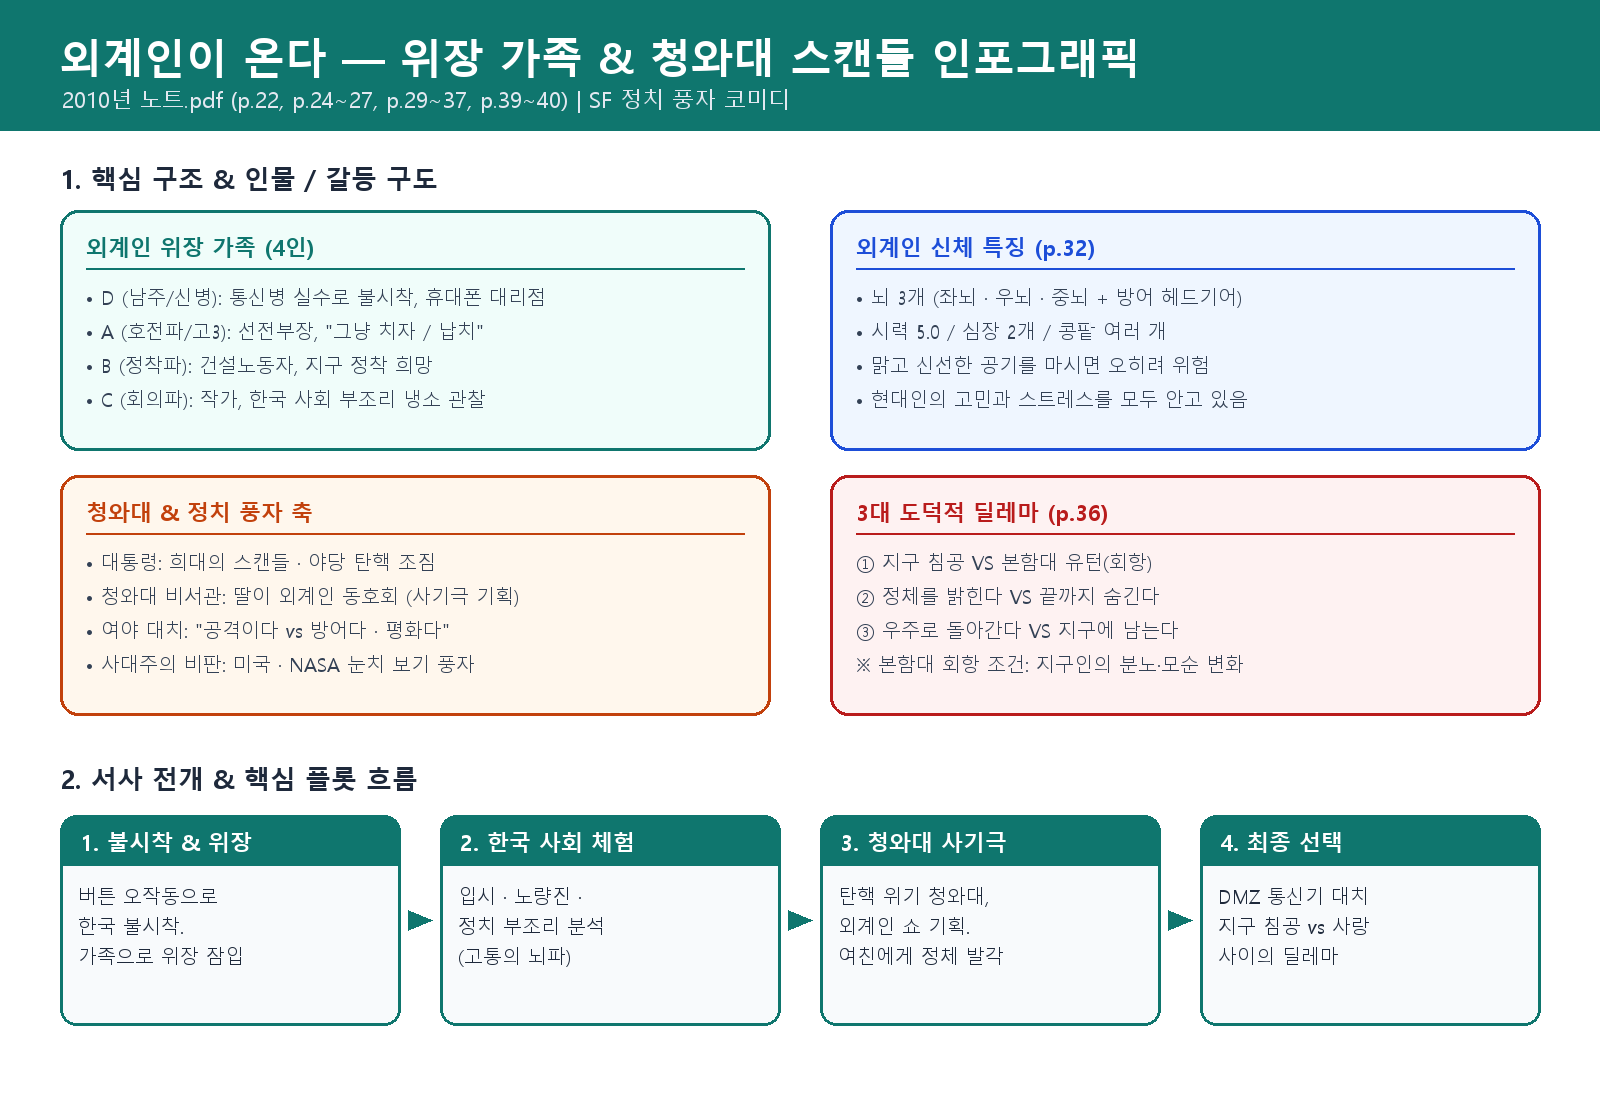 외계인이 온다 — 위장 가족 & 청와대 스캔들 인포그래픽
2010년 노트.pdf (p.22, p.24~27, p.29~37, p.39~40) | SF 정치 풍자 코미디
1. 핵심 구조 & 인물 / 갈등 구도
외계인 위장 가족 (4인)
• D (남주/신병): 통신병 실수로 불시착, 휴대폰 대리점
• A (호전파/고3): 선전부장, "그냥 치자 / 납치"
• B (정착파): 건설노동자, 지구 정착 희망
• C (회의파): 작가, 한국 사회 부조리 냉소 관찰
외계인 신체 특징 (p.32)
• 뇌 3개 (좌뇌 · 우뇌 · 중뇌 + 방어 헤드기어)
• 시력 5.0 / 심장 2개 / 콩팥 여러 개
• 맑고 신선한 공기를 마시면 오히려 위험
• 현대인의 고민과 스트레스를 모두 안고 있음
청와대 & 정치 풍자 축
• 대통령: 희대의 스캔들 · 야당 탄핵 조짐
• 청와대 비서관: 딸이 외계인 동호회 (사기극 기획)
• 여야 대치: "공격이다 vs 방어다 · 평화다"
• 사대주의 비판: 미국 · NASA 눈치 보기 풍자
3대 도덕적 딜레마 (p.36)
① 지구 침공 VS 본함대 유턴(회항)
② 정체를 밝힌다 VS 끝까지 숨긴다
③ 우주로 돌아간다 VS 지구에 남는다
※ 본함대 회항 조건: 지구인의 분노·모순 변화
2. 서사 전개 & 핵심 플롯 흐름
1. 불시착 & 위장
버튼 오작동으로
한국 불시착.
가족으로 위장 잠입
2. 한국 사회 체험
입시 · 노량진 ·
정치 부조리 분석
(고통의 뇌파)
3. 청와대 사기극
탄핵 위기 청와대,
외계인 쇼 기획.
여친에게 정체 발각
4. 최종 선택
DMZ 통신기 대치
지구 침공 vs 사랑
사이의 딜레마